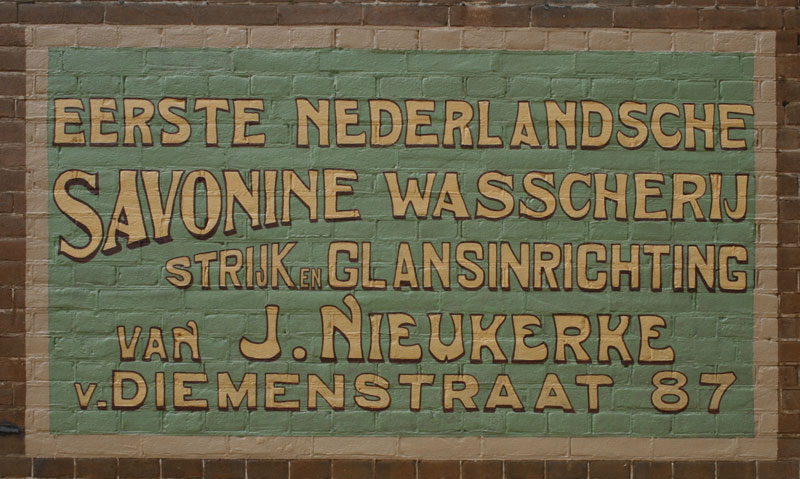 EERSTE NEDERLANDSCHE
SAVONINE WASSCHERIJ
STRIJK EN GLANSINRICHTING
VAN J. NIEUKERKE
v. DIEMENSTRAAT 87